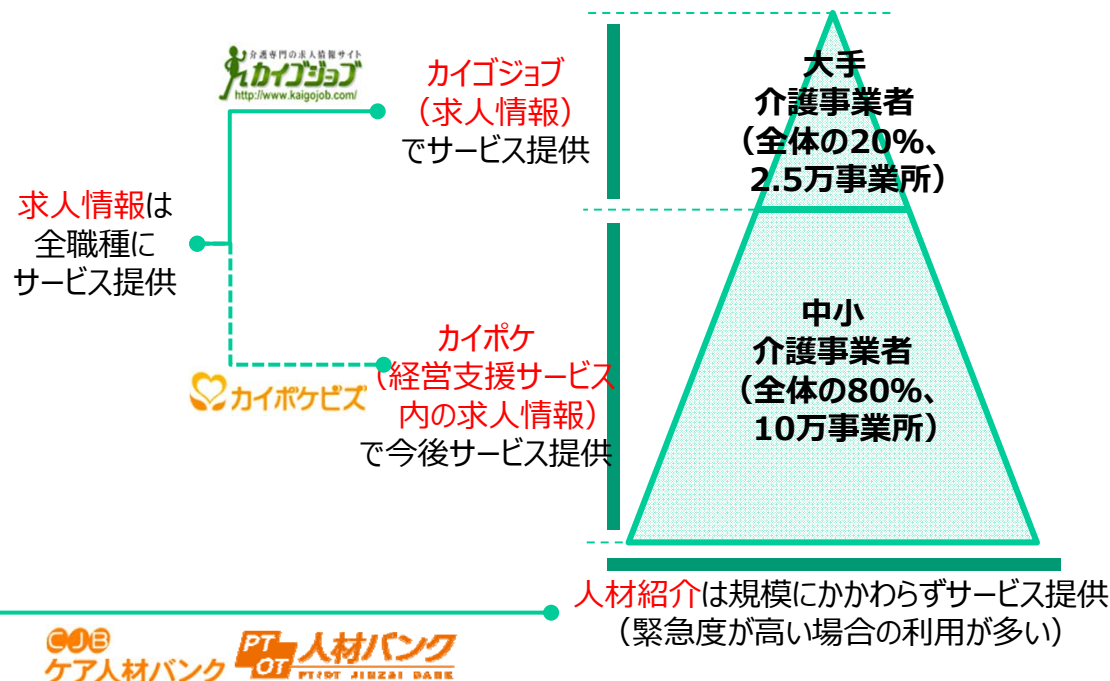 介護専門の求人情報サイト
カイゴジョブ
http://www.kaigojob.com/
カイゴジョブ
（求人情報）
でサービス提供
大手
介護事業者
（全体の20%、
2.5万事業所）
求人情報は
全職種に
サービス提供
カイポケビズ
カイポケ
（経営支援サービス
内の求人情報）
で今後サービス提供
中小
介護事業者
（全体の80%、
10万事業所）
人材紹介は規模にかかわらずサービス提供
（緊急度が高い場合の利用が多い）
CJB
ケア人材バンク
PT
OT
人材バンク
PT/OT JINZAI BANK